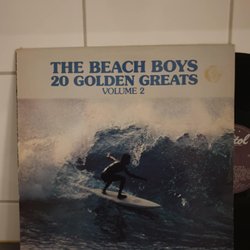 THE BEACH BOYS
20 GOLDEN GREATS
VOLUME 2